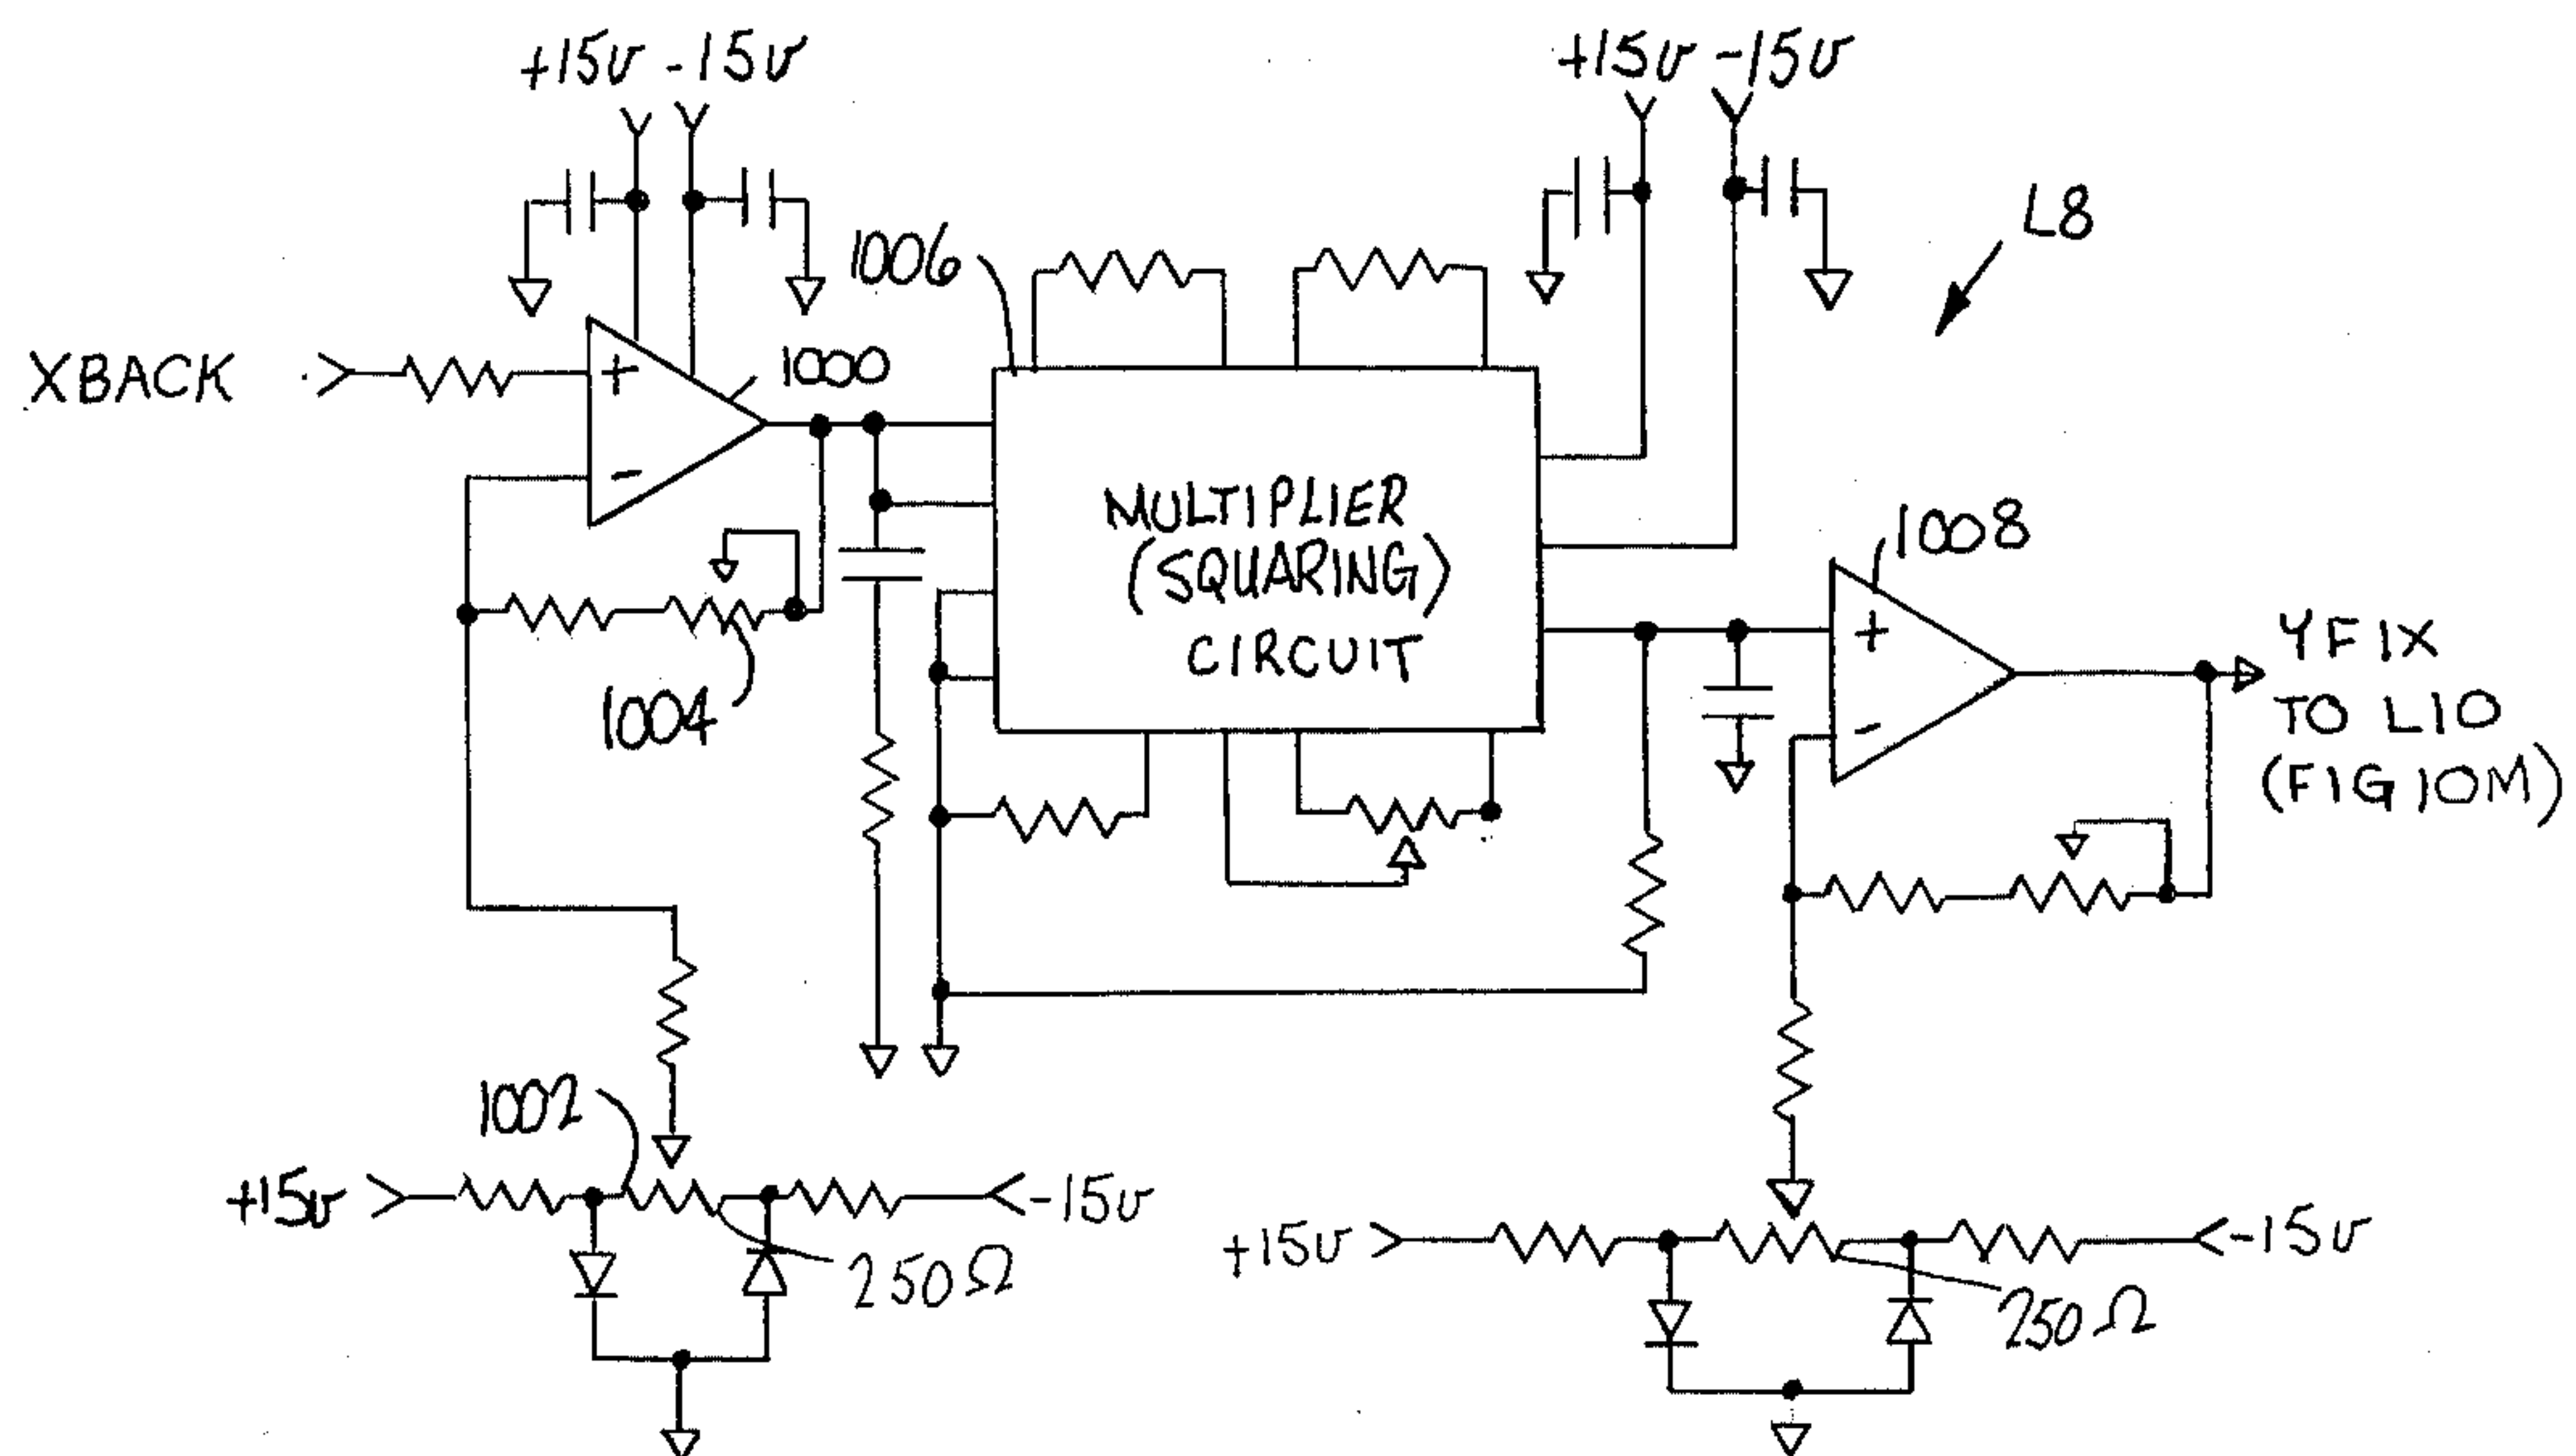 +15v -15v
+15v -15v
L8
1006
XBACK
+
1000
-
MULTIPLIER
(SQUARING)
CIRCUIT
1008
+
-
YFIX
TO L10
(FIG 10M)
1004
1002
+15v
-15v
250Ω
+15v
-15v
250Ω